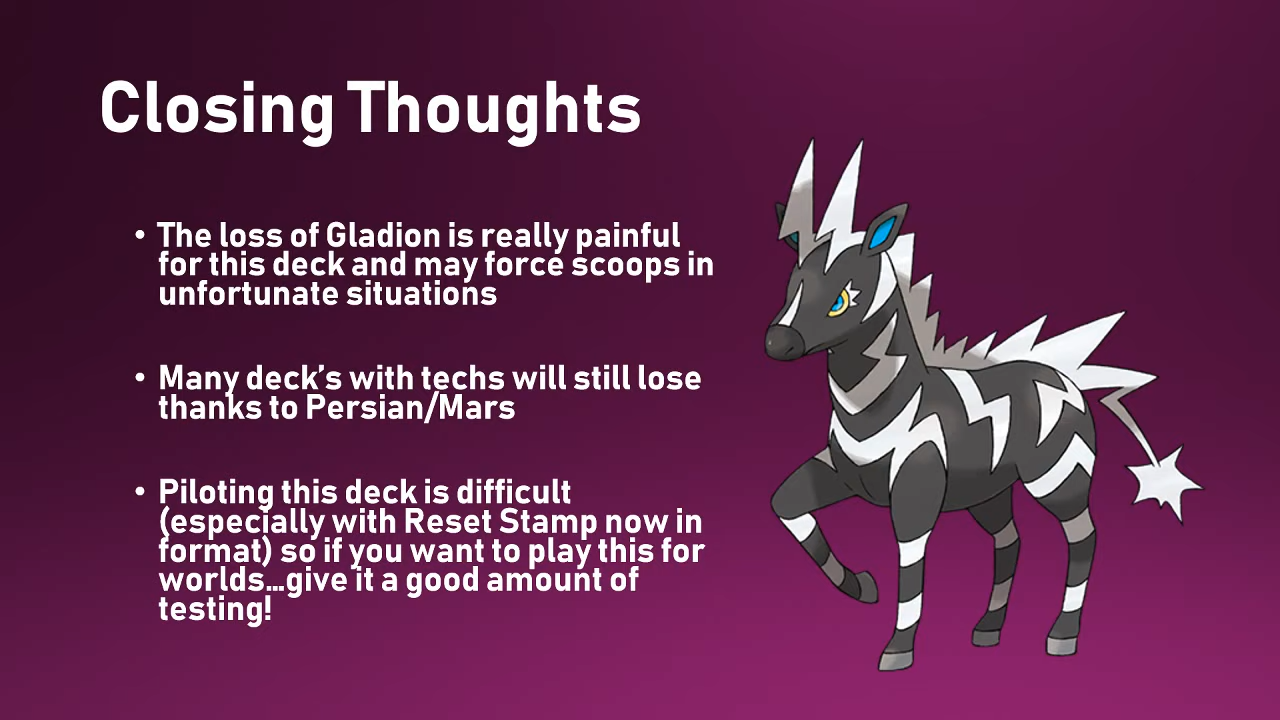 Closing Thoughts
• The loss of Gladion is really painful
for this deck and may force scoops in
unfortunate situations
• Many deck's with techs will still lose
thanks to Persian/Mars
• Piloting this deck is difficult
(especially with Reset Stamp now in
format) so if you want to play this for
worlds...give it a good amount of
testing!